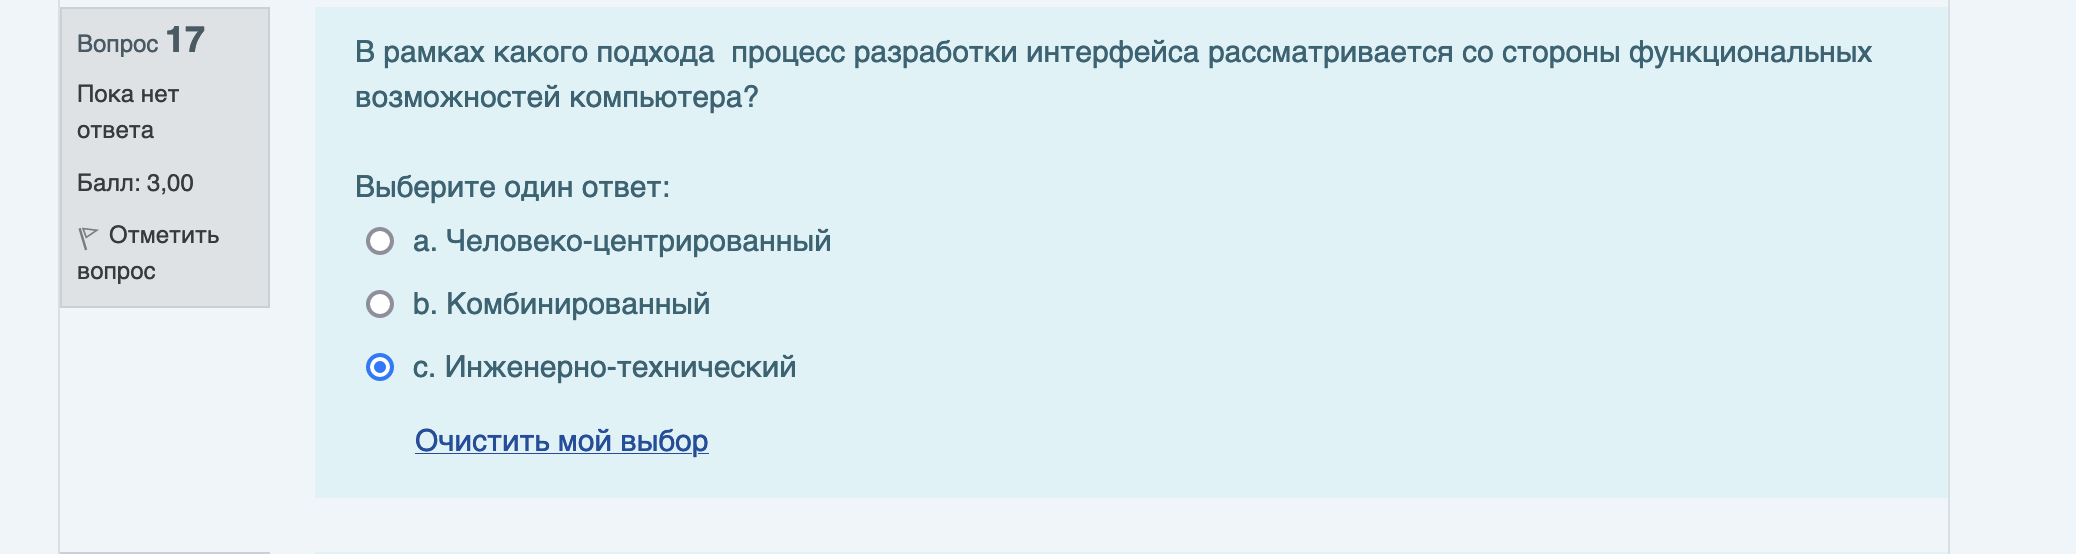 Вопрос 17
Пока нет
ответа
Балл: 3,00
Отметить
вопрос
В рамках какого подхода  процесс разработки интерфейса рассматривается со стороны функциональных
возможностей компьютера?
Выберите один ответ:
a. Человеко-центрированный
b. Комбинированный
c. Инженерно-технический
Очистить мой выбор